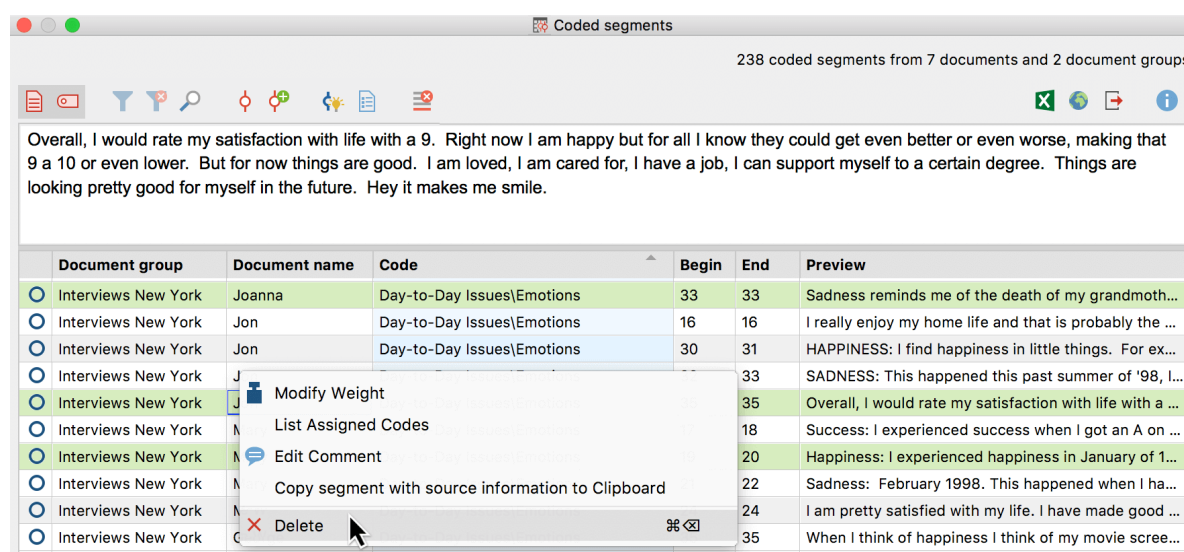 Coded segments
238 coded segments from 7 documents and 2 document groups
Overall, I would rate my satisfaction with life with a 9.  Right now I am happy but for all I know they could get even better or even worse, making that
9 a 10 or even lower.  But for now things are good.  I am loved, I am cared for, I have a job, I can support myself to a certain degree.  Things are
looking pretty good for myself in the future.  Hey it makes me smile.
Document group Document name Code Begin End Preview
Interviews New York Joanna Day-to-Day Issues\Emotions 33 33 Sadness reminds me of the death of my grandmoth...
Interviews New York Jon Day-to-Day Issues\Emotions 16 16 I really enjoy my home life and that is probably the ...
Interviews New York Jon Day-to-Day Issues\Emotions 30 31 HAPPINESS: I find happiness in little things.  For ex...
Interviews New York 33 SADNESS: This happened this past summer of '98, I...
Modify Weight
Interviews New York 35 Overall, I would rate my satisfaction with life with a ...
List Assigned Codes
Interviews New York 18 Success: I experienced success when I got an A on ...
Edit Comment
Interviews New York 20 Happiness: I experienced happiness in January of 1...
Interviews New York 22 Sadness:  February 1998. This happened when I ha...
Copy segment with source information to Clipboard
Interviews New York 24 I am pretty satisfied with my life. I have made good ...
Delete ⌘⌫
Interviews New York 35 When I think of happiness I think of my movie scree...